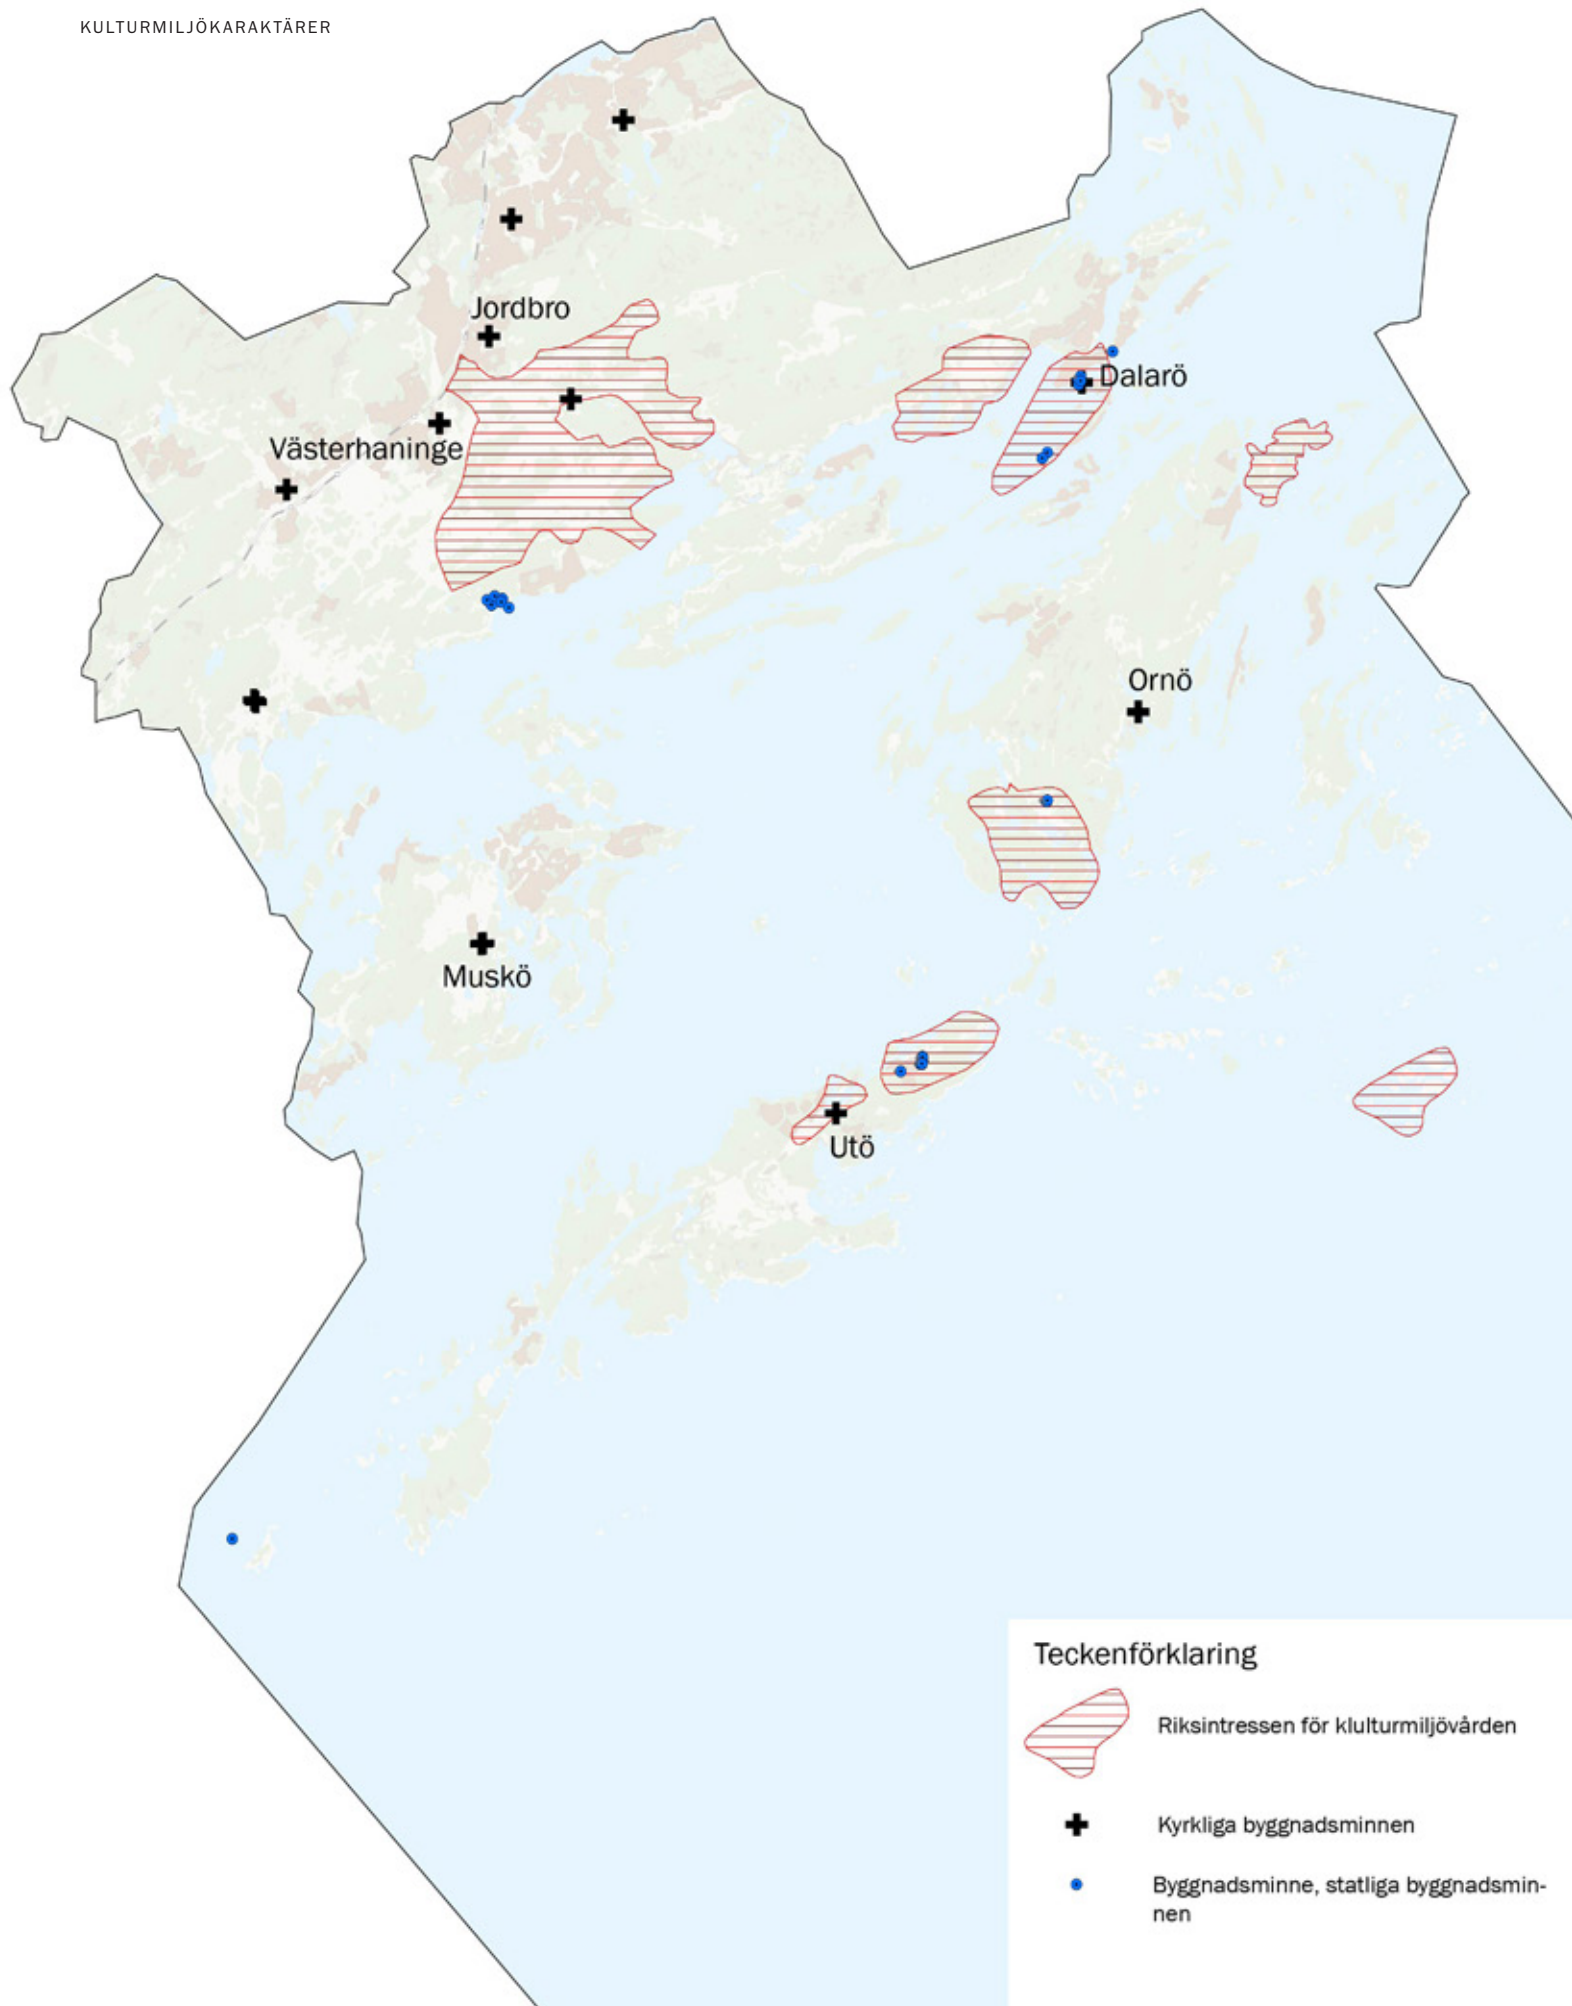 KULTURMILJÖKARAKTÄRER
Jordbro
Dalarö
Västerhaninge
Ornö
Muskö
Utö
Teckenförklaring
Riksintressen för klulturmiljövården
Kyrkliga byggnadsminnen
Byggnadsminne, statliga byggnadsmin-
nen